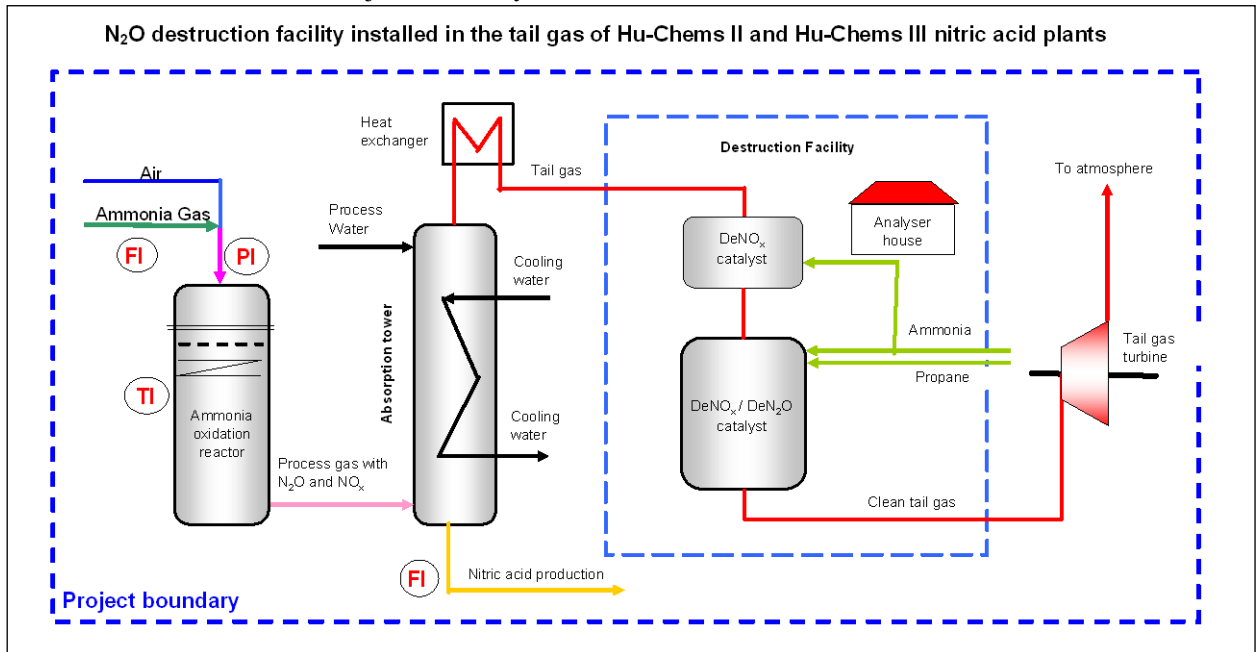 N₂O destruction facility installed in the tail gas of Hu-Chems II and Hu-Chems III nitric acid plants
Heat
exchanger
Tail gas
Destruction Facility
To atmosphere
Air
Ammonia Gas
FI
PI
Process
Water
Cooling
water
DeNOₓ
catalyst
Analyser
house
Absorption tower
Ammonia
Propane
Tail gas
turbine
TI
Ammonia
oxidation
reactor
DeNOₓ / DeN₂O
catalyst
Cooling
water
Process gas with
N₂O and NOₓ
Clean tail gas
FI
Nitric acid production
Project boundary